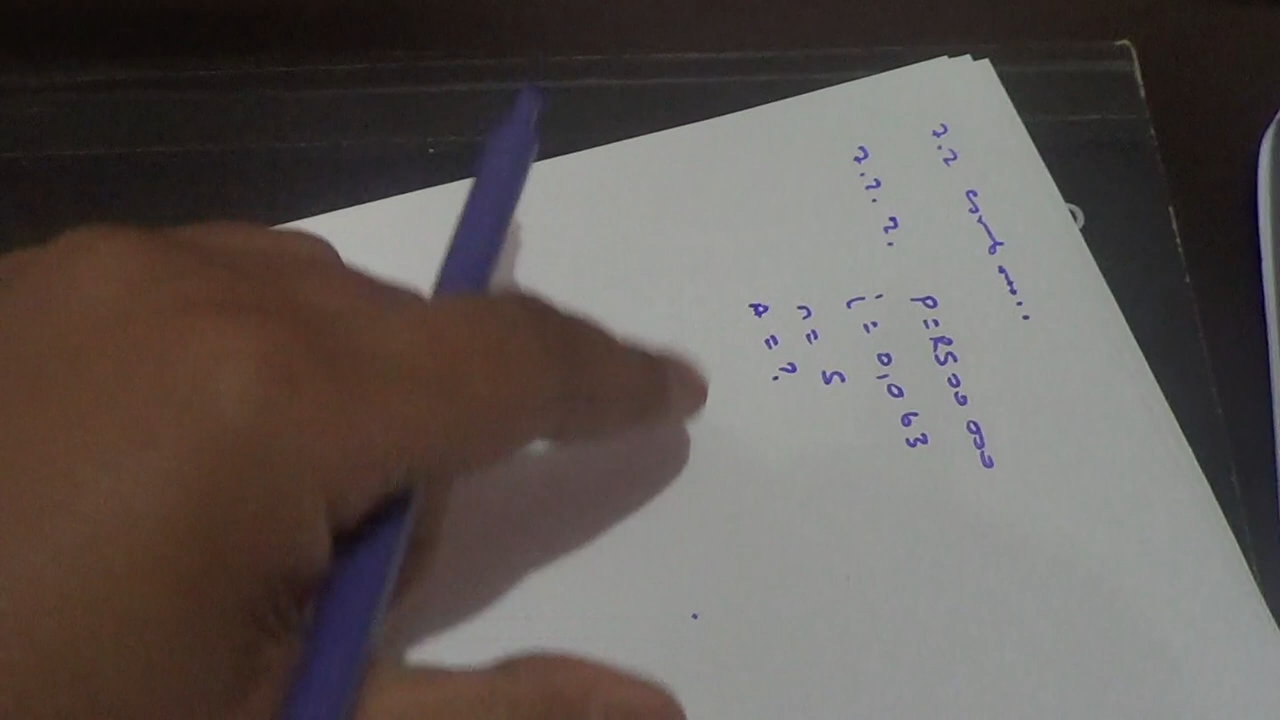 2.2
2.2.2.
P = R500 000
i = 0,063
n = 5
A = ?